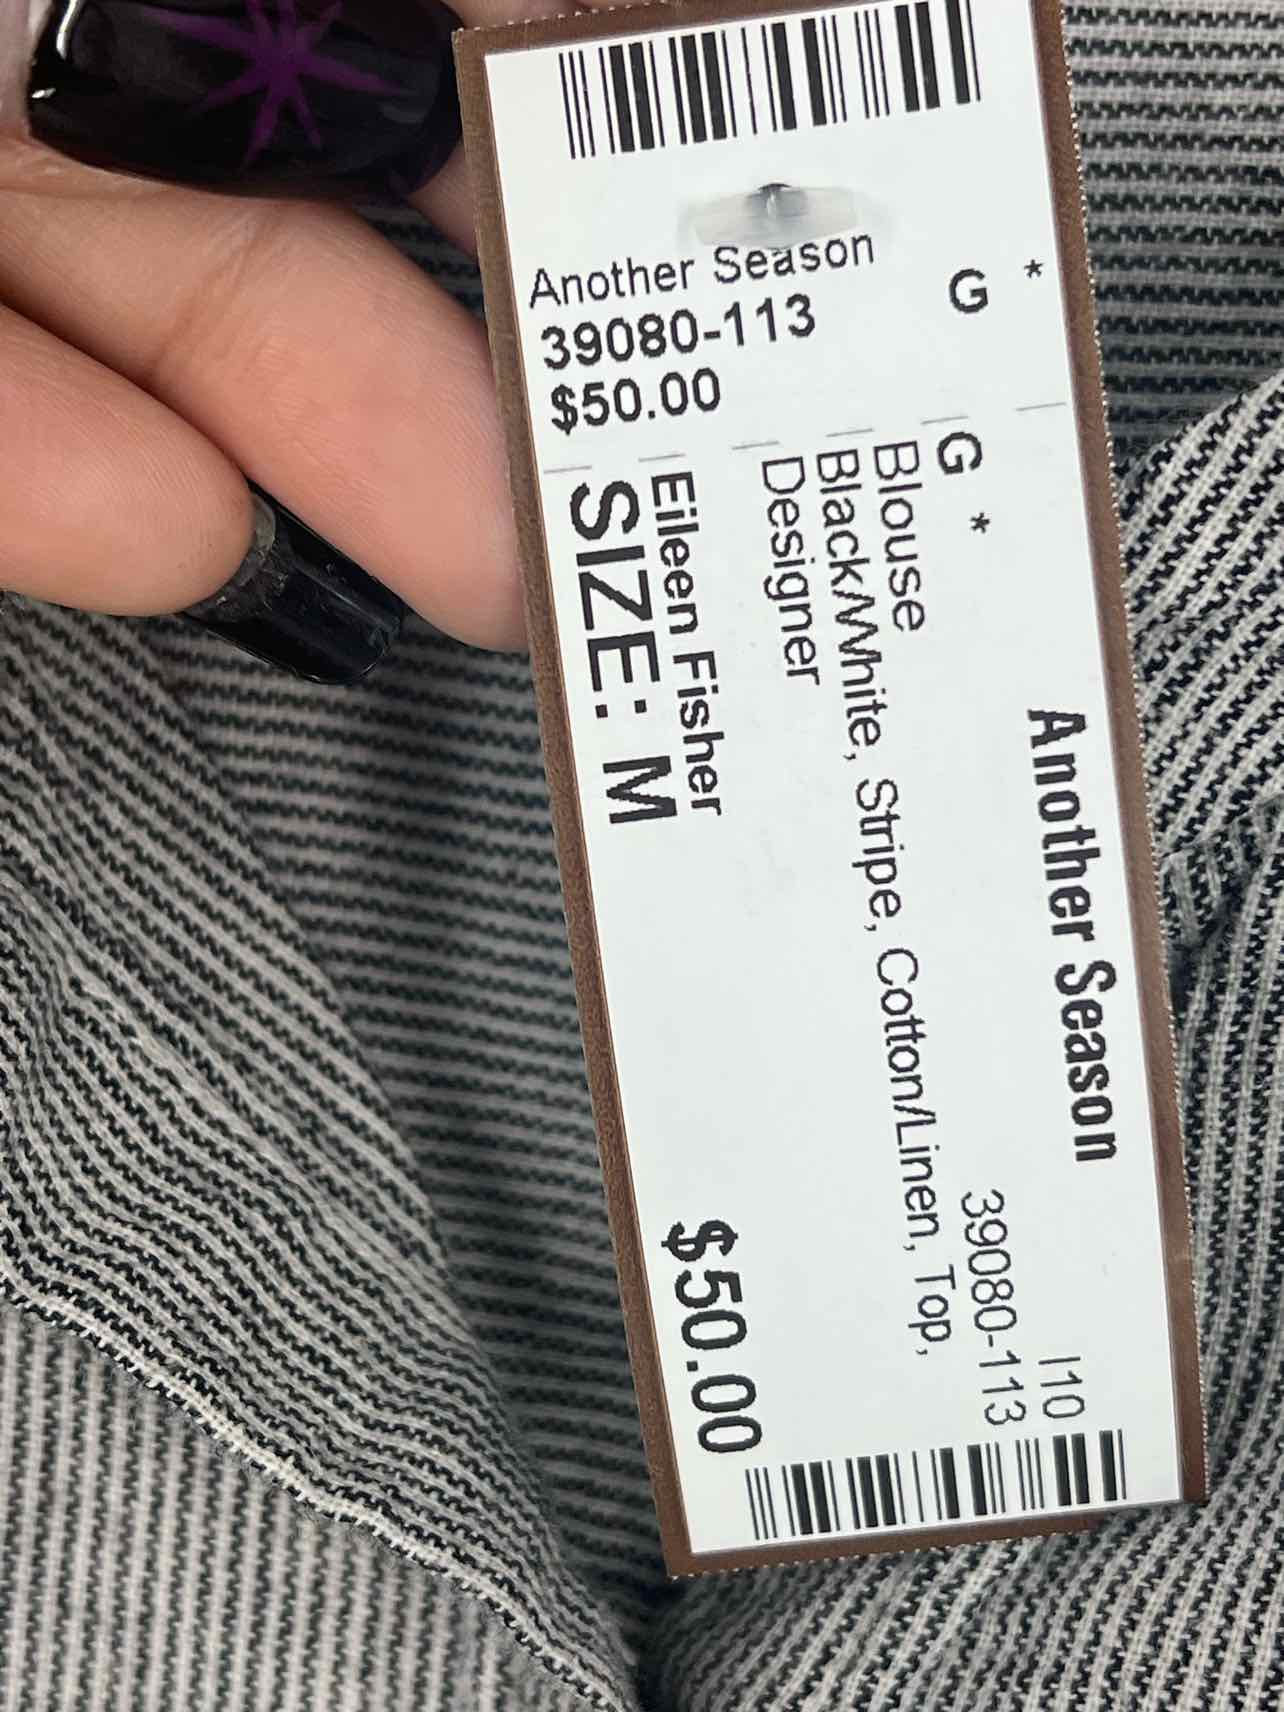 Another Season
39080-113
$50.00
G *
Another Season
I10
39080-113
G *
Blouse
Black/White, Stripe, Cotton/Linen, Top,
Designer
Eileen Fisher
SIZE: M
$50.00